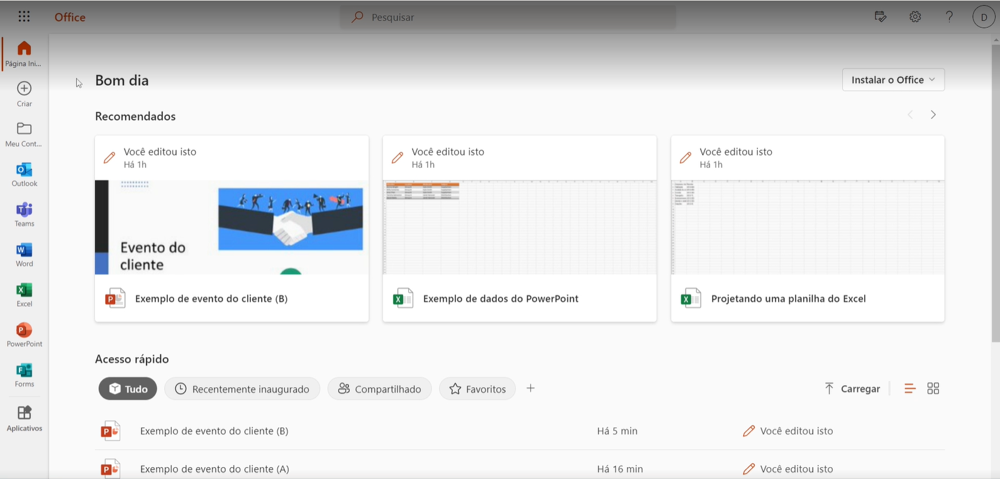 Office
Pesquisar
D
Página Ini...
Criar
Meu Cont...
Outlook
Teams
Word
Excel
PowerPoint
Forms
Aplicativos
Bom dia
Instalar o Office
Recomendados
Você editou isto
Há 1h
Evento do
cliente
Exemplo de evento do cliente (B)
Você editou isto
Há 1h
Exemplo de dados do PowerPoint
Você editou isto
Há 1h
Projetando uma planilha do Excel
Acesso rápido
Tudo
Recentemente inaugurado
Compartilhado
Favoritos
Carregar
Exemplo de evento do cliente (B)
Há 5 min
Você editou isto
Exemplo de evento do cliente (A)
Há 16 min
Você editou isto